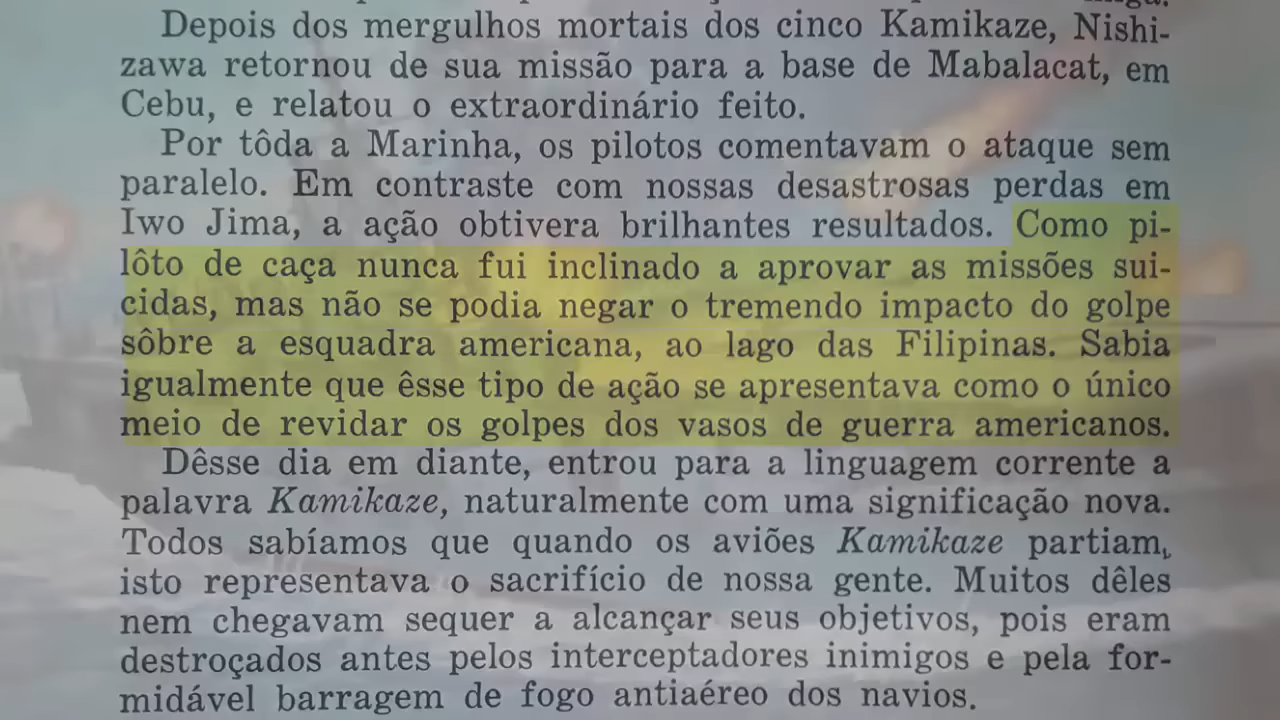 Depois dos mergulhos mortais dos cinco Kamikaze, Nishi-
zawa retornou de sua missão para a base de Mabalacat, em
Cebu, e relatou o extraordinário feito.
Por tôda a Marinha, os pilotos comentavam o ataque sem
paralelo. Em contraste com nossas desastrosas perdas em
Iwo Jima, a ação obtivera brilhantes resultados. Como pi-
lôto de caça nunca fui inclinado a aprovar as missões sui-
cidas, mas não se podia negar o tremendo impacto do golpe
sôbre a esquadra americana, ao lago das Filipinas. Sabia
igualmente que êsse tipo de ação se apresentava como o único
meio de revidar os golpes dos vasos de guerra americanos.
Dêsse dia em diante, entrou para a linguagem corrente a
palavra Kamikaze, naturalmente com uma significação nova.
Todos sabíamos que quando os aviões Kamikaze partiam,
isto representava o sacrifício de nossa gente. Muitos dêles
nem chegavam sequer a alcançar seus objetivos, pois eram
destroçados antes pelos interceptadores inimigos e pela for-
midável barragem de fogo antiaéreo dos navios.